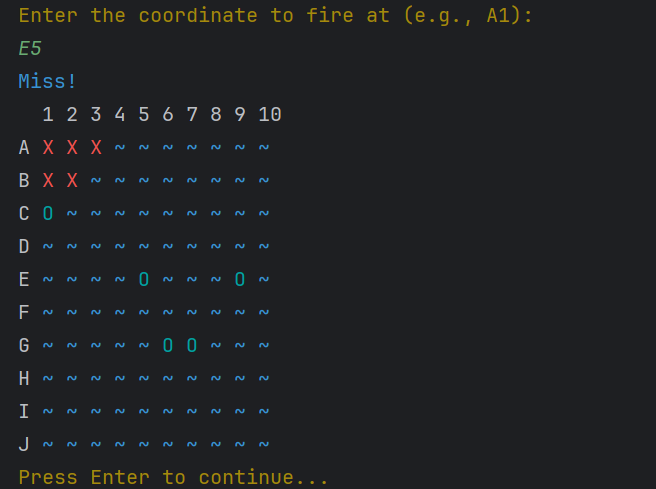 Enter the coordinate to fire at (e.g., A1):
E5
Miss!
  1 2 3 4 5 6 7 8 9 10
A X X X ~ ~ ~ ~ ~ ~ ~
B X X ~ ~ ~ ~ ~ ~ ~ ~
C O ~ ~ ~ ~ ~ ~ ~ ~ ~
D ~ ~ ~ ~ ~ ~ ~ ~ ~ ~
E ~ ~ ~ ~ O ~ ~ ~ O ~
F ~ ~ ~ ~ ~ ~ ~ ~ ~ ~
G ~ ~ ~ ~ ~ O O ~ ~ ~
H ~ ~ ~ ~ ~ ~ ~ ~ ~ ~
I ~ ~ ~ ~ ~ ~ ~ ~ ~ ~
J ~ ~ ~ ~ ~ ~ ~ ~ ~ ~
Press Enter to continue...